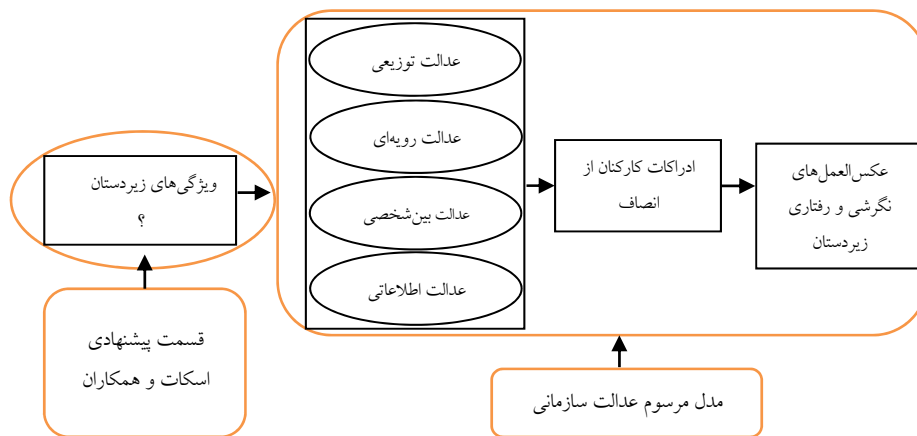 عدالت توزیعی
عدالت رویه‌ای
عدالت بین‌شخصی
عدالت اطلاعاتی
ویژگی‌های زیردستان
؟
ادراکات کارکنان از
انصاف
عکس‌العمل‌های
نگرشی و رفتاری
زیردستان
قسمت پیشنهادی
اسکات و همکاران
مدل مرسوم عدالت سازمانی